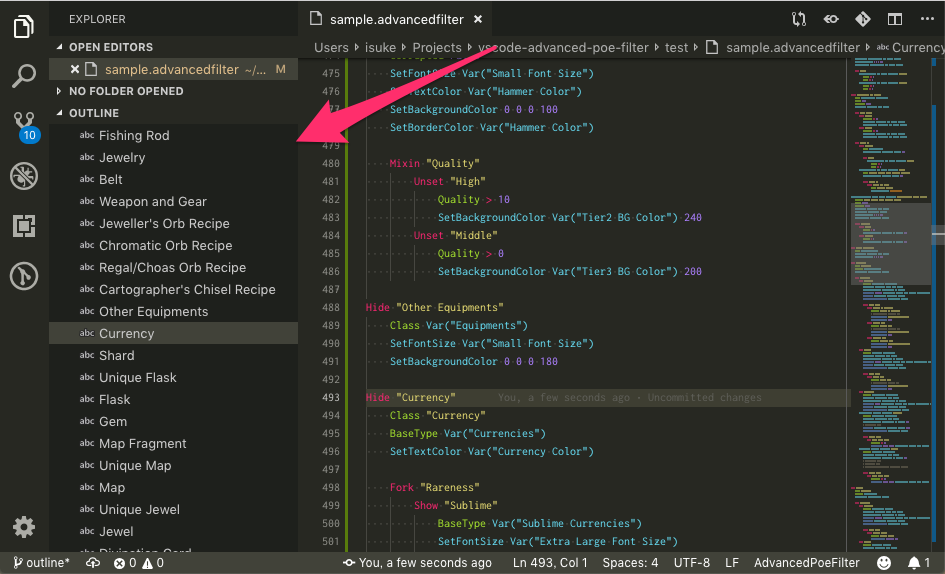 EXPLORER
OPEN EDITORS
sample.advancedfilter ~/... M
NO FOLDER OPENED
OUTLINE
abc Fishing Rod
abc Jewelry
abc Belt
abc Weapon and Gear
abc Jeweller's Orb Recipe
abc Chromatic Orb Recipe
abc Regal/Choas Orb Recipe
abc Cartographer's Chisel Recipe
abc Other Equipments
abc Currency
abc Shard
abc Unique Flask
abc Flask
abc Gem
abc Map Fragment
abc Unique Map
abc Map
abc Unique Jewel
abc Jewel
10
sample.advancedfilter
Users isuke Projects vscode-advanced-poe-filter test sample.advancedfilter abc Currency
475 SetFontSize Var("Small Font Size")
476 SetTextColor Var("Hammer Color")
477 SetBackgroundColor 0 0 0 100
SetBorderColor Var("Hammer Color")
479
480 Mixin "Quality"
481 Unset "High"
482 Quality > 10
483 SetBackgroundColor Var("Tier2 BG Color") 240
484 Unset "Middle"
485 Quality > 0
486 SetBackgroundColor Var("Tier3 BG Color") 200
487
488 Hide "Other Equipments"
489 Class Var("Equipments")
490 SetFontSize Var("Small Font Size")
491 SetBackgroundColor 0 0 0 180
492
493 Hide "Currency" You, a few seconds ago · Uncommitted changes
494 Class "Currency"
495 BaseType Var("Currencies")
496 SetTextColor Var("Currency Color")
497
498 Fork "Rareness"
499 Show "Sublime"
500 BaseType Var("Sublime Currencies")
501 SetFontSize Var("Extra Large Font Size")
outline* 0 0 You, a few seconds ago Ln 493, Col 1 Spaces: 4 UTF-8 LF AdvancedPoeFilter 1